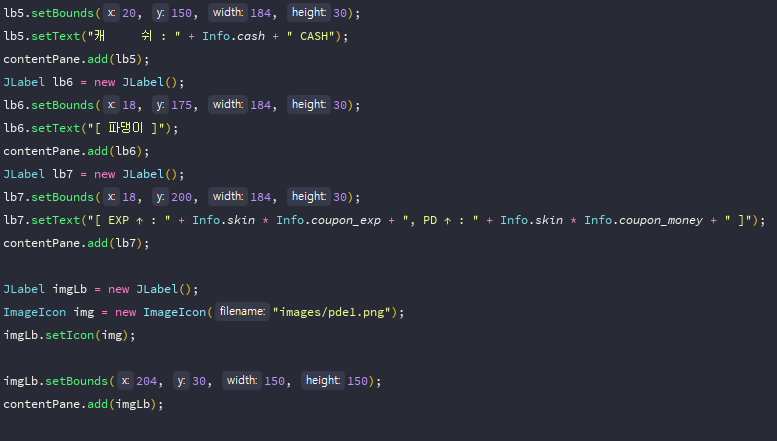 lb5.setBounds( x: 20, y: 150, width: 184, height: 30);
lb5.setText("캐     쉬 : " + Info.cash + " CASH");
contentPane.add(lb5);
JLabel lb6 = new JLabel();
lb6.setBounds( x: 18, y: 175, width: 184, height: 30);
lb6.setText("[ 파댕이 ]");
contentPane.add(lb6);
JLabel lb7 = new JLabel();
lb7.setBounds( x: 18, y: 200, width: 184, height: 30);
lb7.setText("[ EXP ↑ : " + Info.skin * Info.coupon_exp + ", PD ↑ : " + Info.skin * Info.coupon_money + " ]");
contentPane.add(lb7);
JLabel imgLb = new JLabel();
ImageIcon img = new ImageIcon( filename: "images/pde1.png");
imgLb.setIcon(img);
imgLb.setBounds( x: 204, y: 30, width: 150, height: 150);
contentPane.add(imgLb);